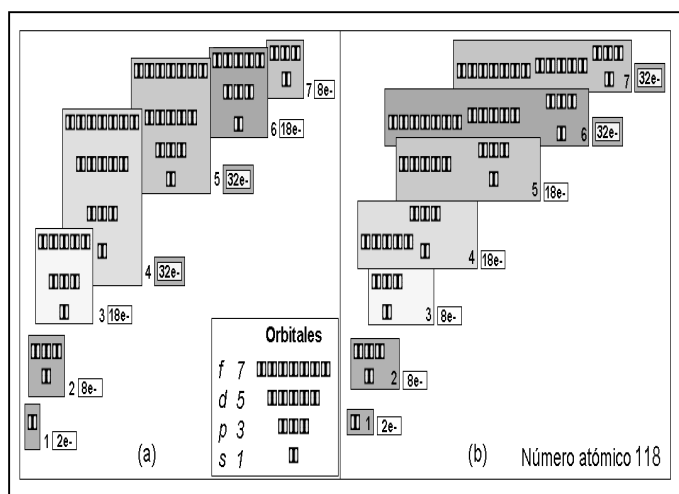 7 8e-
6 18e-
5 32e-
4 32e-
3 18e-
2 8e-
1 2e-
(a)
Orbitales
f 7
d 5
p 3
s 1
7 32e-
6 32e-
5 18e-
4 18e-
3 8e-
2 8e-
1 2e-
(b)
Número atómico 118